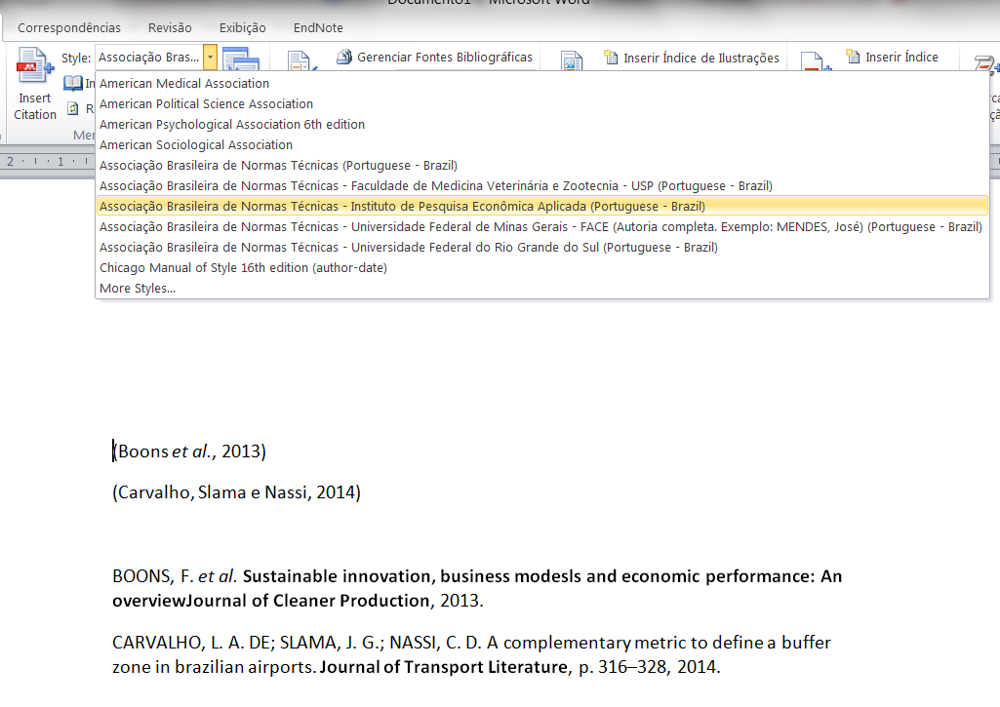 Documento1 - Microsoft Word
Correspondências Revisão Exibição EndNote
Style: Associação Bras... Gerenciar Fontes Bibliográficas Inserir Índice de Ilustrações Inserir Índice
Insert
Citation
American Medical Association
American Political Science Association
American Psychological Association 6th edition
American Sociological Association
Associação Brasileira de Normas Técnicas (Portuguese - Brazil)
Associação Brasileira de Normas Técnicas - Faculdade de Medicina Veterinária e Zootecnia - USP (Portuguese - Brazil)
Associação Brasileira de Normas Técnicas - Instituto de Pesquisa Econômica Aplicada (Portuguese - Brazil)
Associação Brasileira de Normas Técnicas - Universidade Federal de Minas Gerais - FACE (Autoria completa. Exemplo: MENDES, José) (Portuguese - Brazil)
Associação Brasileira de Normas Técnicas - Universidade Federal do Rio Grande do Sul (Portuguese - Brazil)
Chicago Manual of Style 16th edition (author-date)
More Styles...
2 1
(Boons et al., 2013)
(Carvalho, Slama e Nassi, 2014)
BOONS, F. et al. Sustainable innovation, business modesls and economic performance: An
overviewJournal of Cleaner Production, 2013.
CARVALHO, L. A. DE; SLAMA, J. G.; NASSI, C. D. A complementary metric to define a buffer
zone in brazilian airports. Journal of Transport Literature, p. 316–328, 2014.